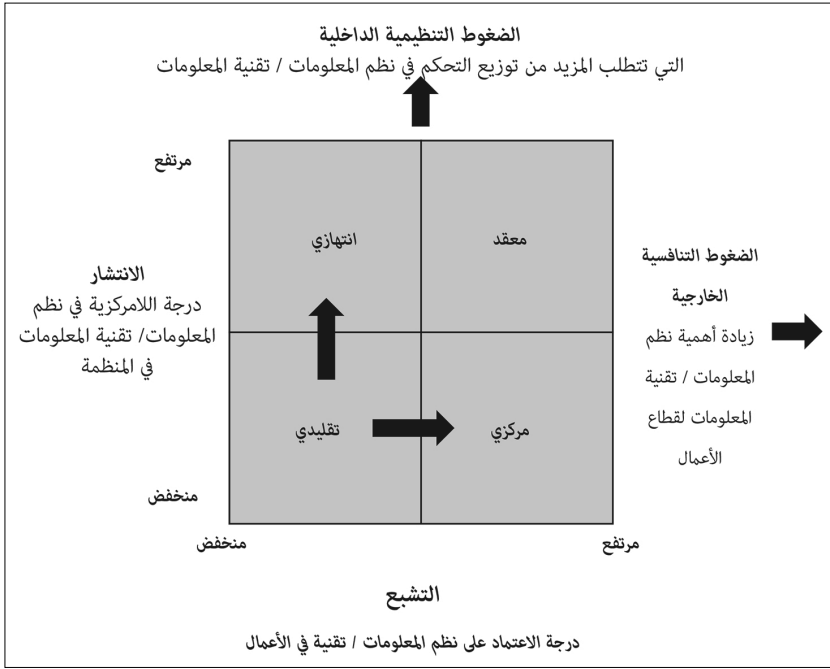 الضغوط التنظيمية الداخلية
التي تتطلب المزيد من توزيع التحكم في نظم المعلومات / تقنية المعلومات
مرتفع
انتهازي
معقد
الضغوط التنافسية
الخارجية
زيادة أهمية نظم
المعلومات / تقنية
المعلومات لقطاع
الأعمال
الانتشار
درجة اللامركزية في نظم
المعلومات/ تقنية المعلومات
في المنظمة
تقليدي
مركزي
منخفض
منخفض
مرتفع
التشبع
درجة الاعتماد على نظم المعلومات / تقنية في الأعمال